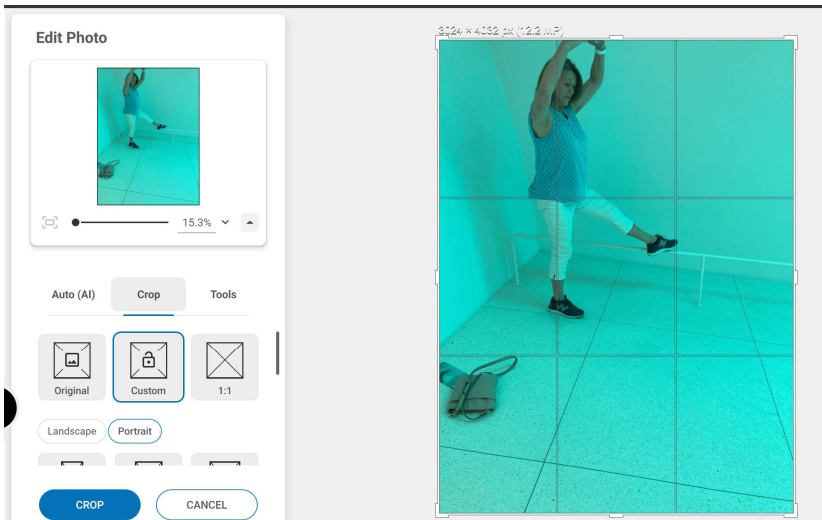 Edit Photo
3024 × 4032 px (12.2 MP)
15.3%
Auto (AI) Crop Tools
Original Custom 1:1
Landscape Portrait
CROP CANCEL